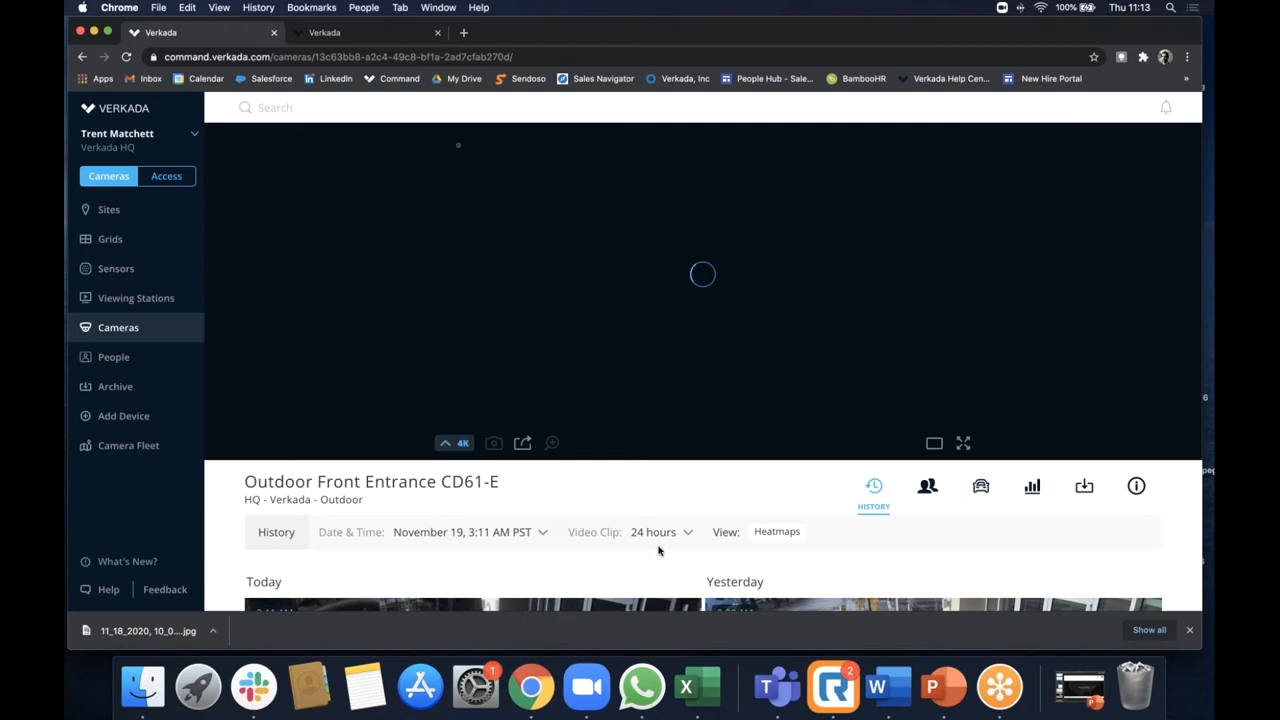 Chrome File Edit View History Bookmarks People Tab Window Help 100% Thu 11:13
Verkada Verkada
command.verkada.com/cameras/13c63bb8-a2c4-49c8-bf1a-2ad7cfab270d/
Apps Inbox Calendar Salesforce LinkedIn Command My Drive Sendoso Sales Navigator Verkada, Inc People Hub - Sale... BambooHR Verkada Help Cen... New Hire Portal »
VERKADA
Search
Trent Matchett
Verkada HQ
Cameras Access
Sites
Grids
Sensors
Viewing Stations
Cameras
People
Archive
Add Device
Camera Fleet
What's New?
Help Feedback
4K
Outdoor Front Entrance CD61-E
HQ - Verkada - Outdoor
HISTORY
History Date & Time: November 19, 3:11 AM PST Video Clip: 24 hours View: Heatmaps
Today Yesterday
11_18_2020, 10_0....jpg
Show all
1
2